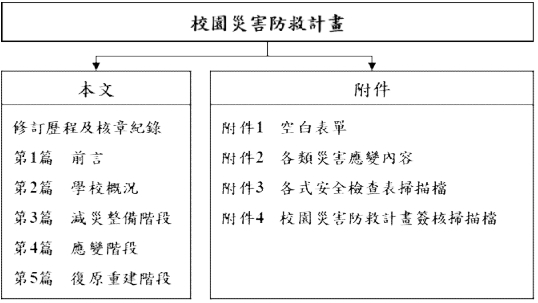 校園災害防救計畫
本文
修訂歷程及核章紀錄
第1篇 前言
第2篇 學校概況
第3篇 減災整備階段
第4篇 應變階段
第5篇 復原重建階段
附件
附件1 空白表單
附件2 各類災害應變內容
附件3 各式安全檢查表掃描檔
附件4 校園災害防救計畫簽核掃描檔